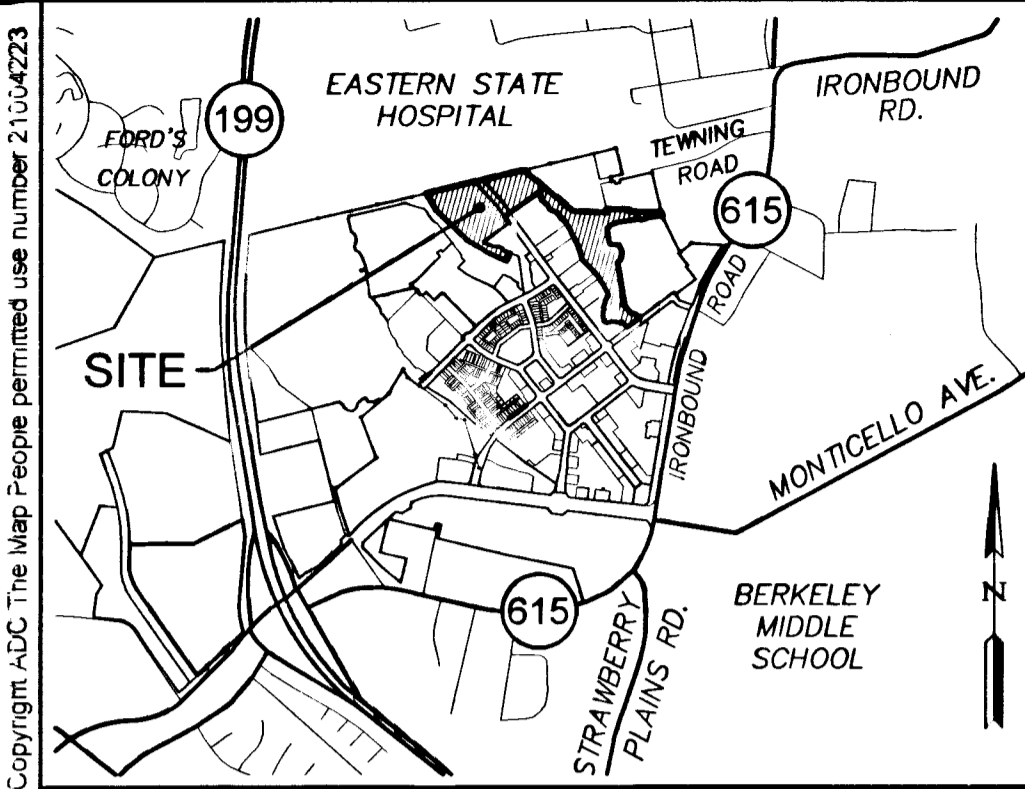 Copyright ADC The Map People permitted use number 21004223
EASTERN STATE
HOSPITAL
IRONBOUND
RD.
199
FORD'S
COLONY
TEWNING
ROAD
615
SITE
IRONBOUND
ROAD
MONTICELLO AVE.
N
615
STRAWBERRY
PLAINS RD.
BERKELEY
MIDDLE
SCHOOL